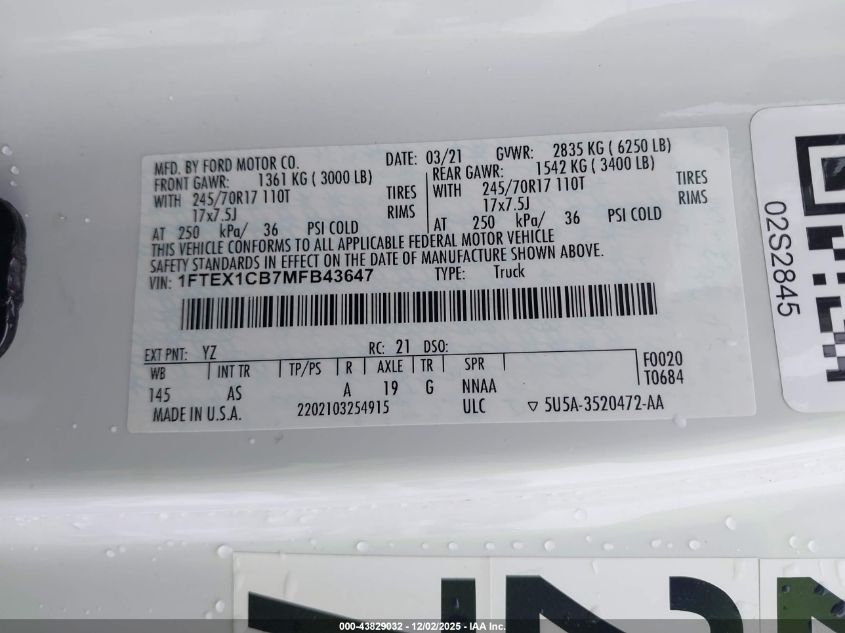 MFD. BY FORD MOTOR CO. DATE: 03/21 GVWR: 2835 KG ( 6250 LB)
FRONT GAWR: 1361 KG ( 3000 LB) REAR GAWR: 1542 KG ( 3400 LB)
WITH 245/70R17 110T TIRES WITH 245/70R17 110T TIRES
17x7.5J RIMS 17x7.5J RIMS
AT 250 kPa/ 36 PSI COLD AT 250 kPa/ 36 PSI COLD
THIS VEHICLE CONFORMS TO ALL APPLICABLE FEDERAL MOTOR VEHICLE
SAFETY STANDARDS IN EFFECT ON THE DATE OF MANUFACTURE SHOWN ABOVE.
VIN: 1FTEX1CB7MFB43647 TYPE: Truck
EXT PNT: YZ RC: 21 DSO:
WB INT TR TP/PS R AXLE TR SPR F0020
145 AS A 19 G NNAA T0684
MADE IN U.S.A. 2202103254915 ULC ▽ 5U5A-3520472-AA
02S2845
000-43829032 - 12/02/2025 - IAA Inc.